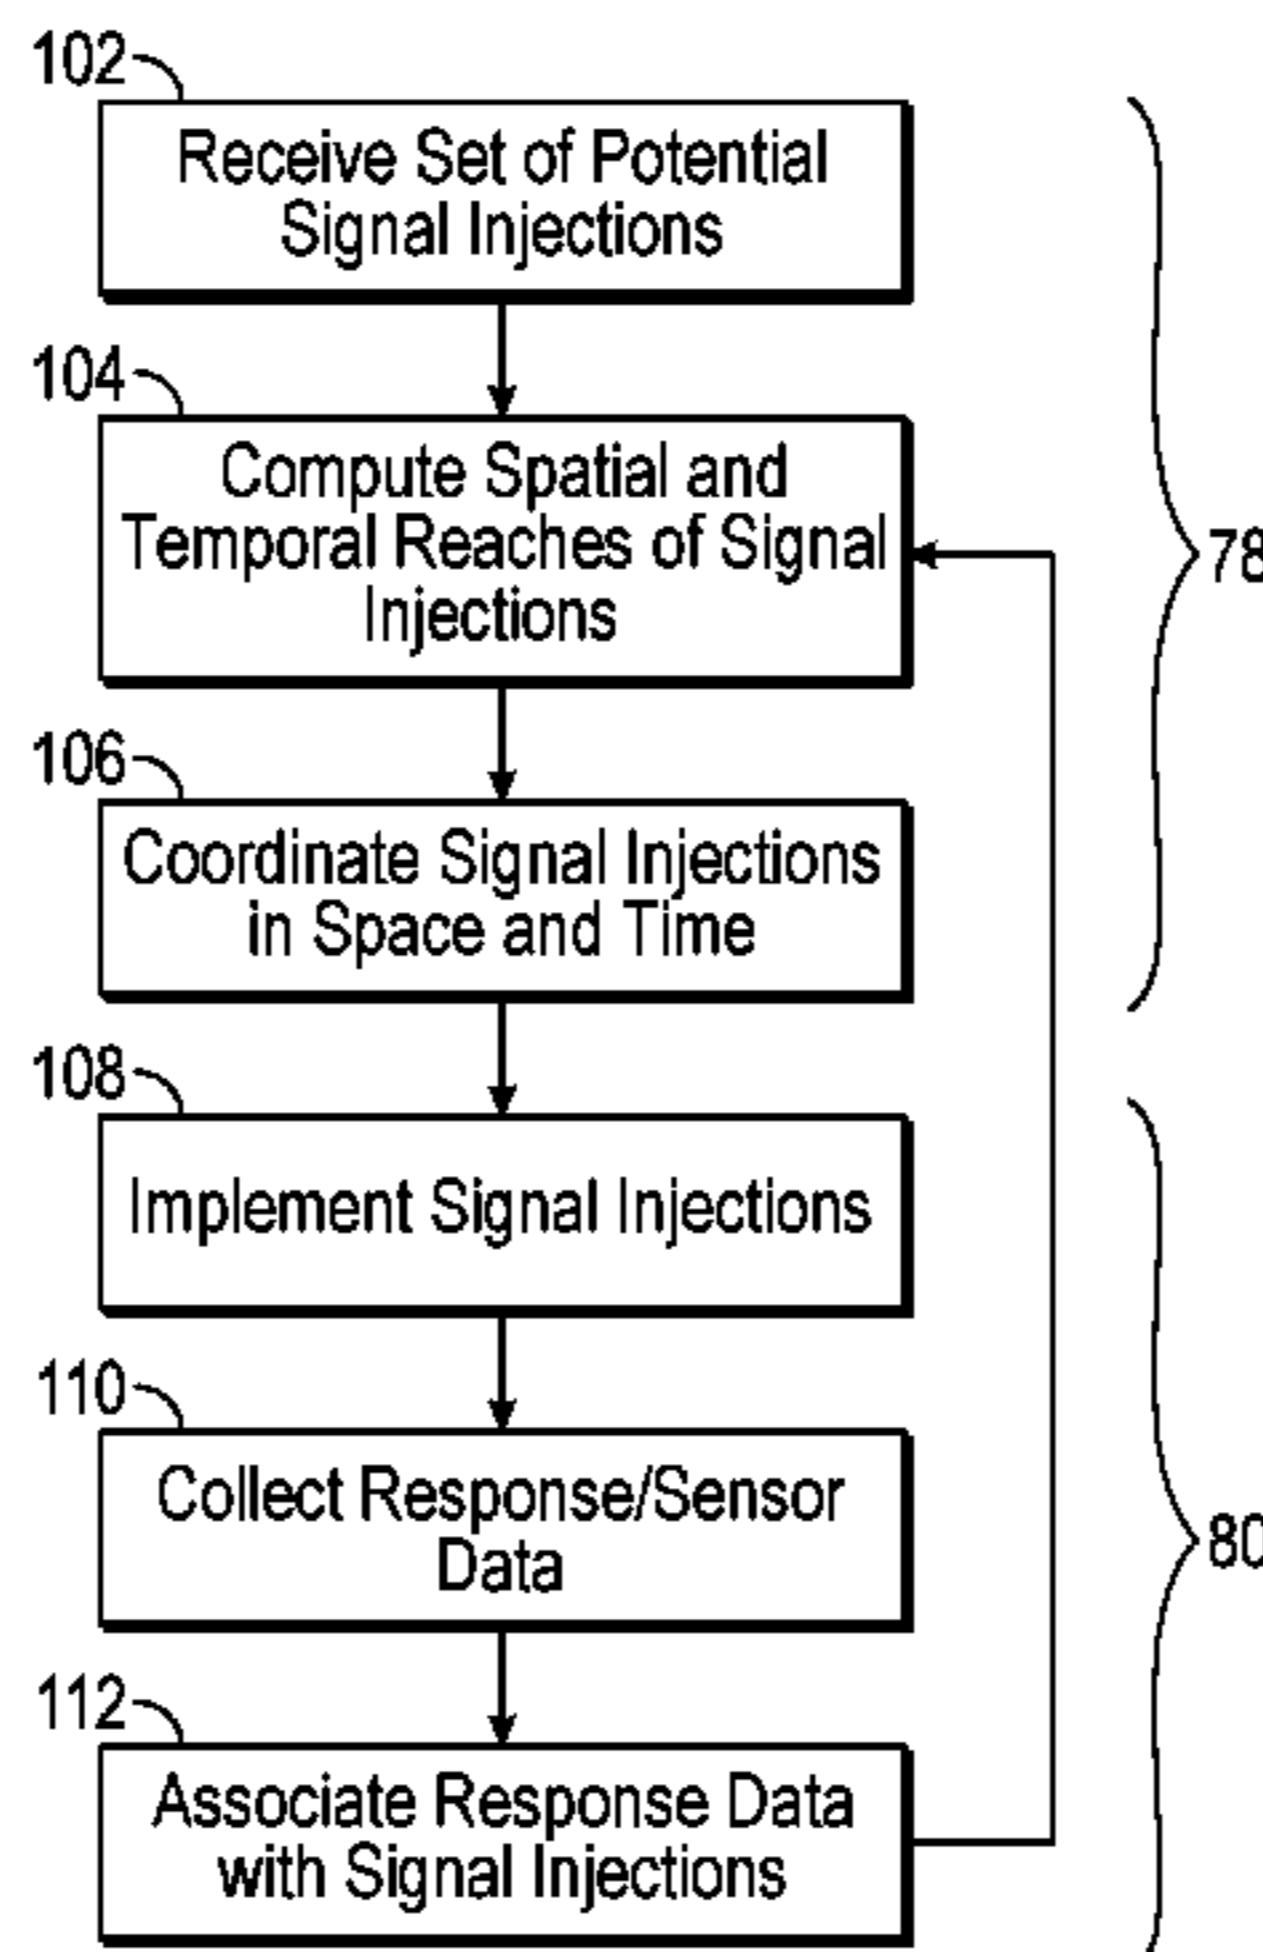 102
Receive Set of Potential
Signal Injections
104
Compute Spatial and
Temporal Reaches of Signal
Injections
78
106
Coordinate Signal Injections
in Space and Time
108
Implement Signal Injections
110
Collect Response/Sensor
Data
80
112
Associate Response Data
with Signal Injections